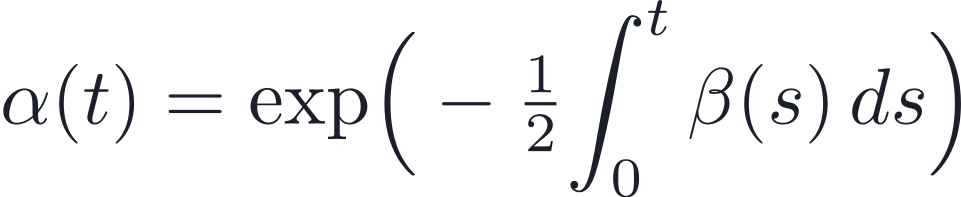 α(t) = exp( − 1/2 ∫₀ᵗ β(s) ds )